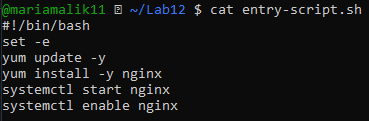 @mariamalik11 ~/Lab12 $ cat entry-script.sh
#!/bin/bash
set -e
yum update -y
yum install -y nginx
systemctl start nginx
systemctl enable nginx